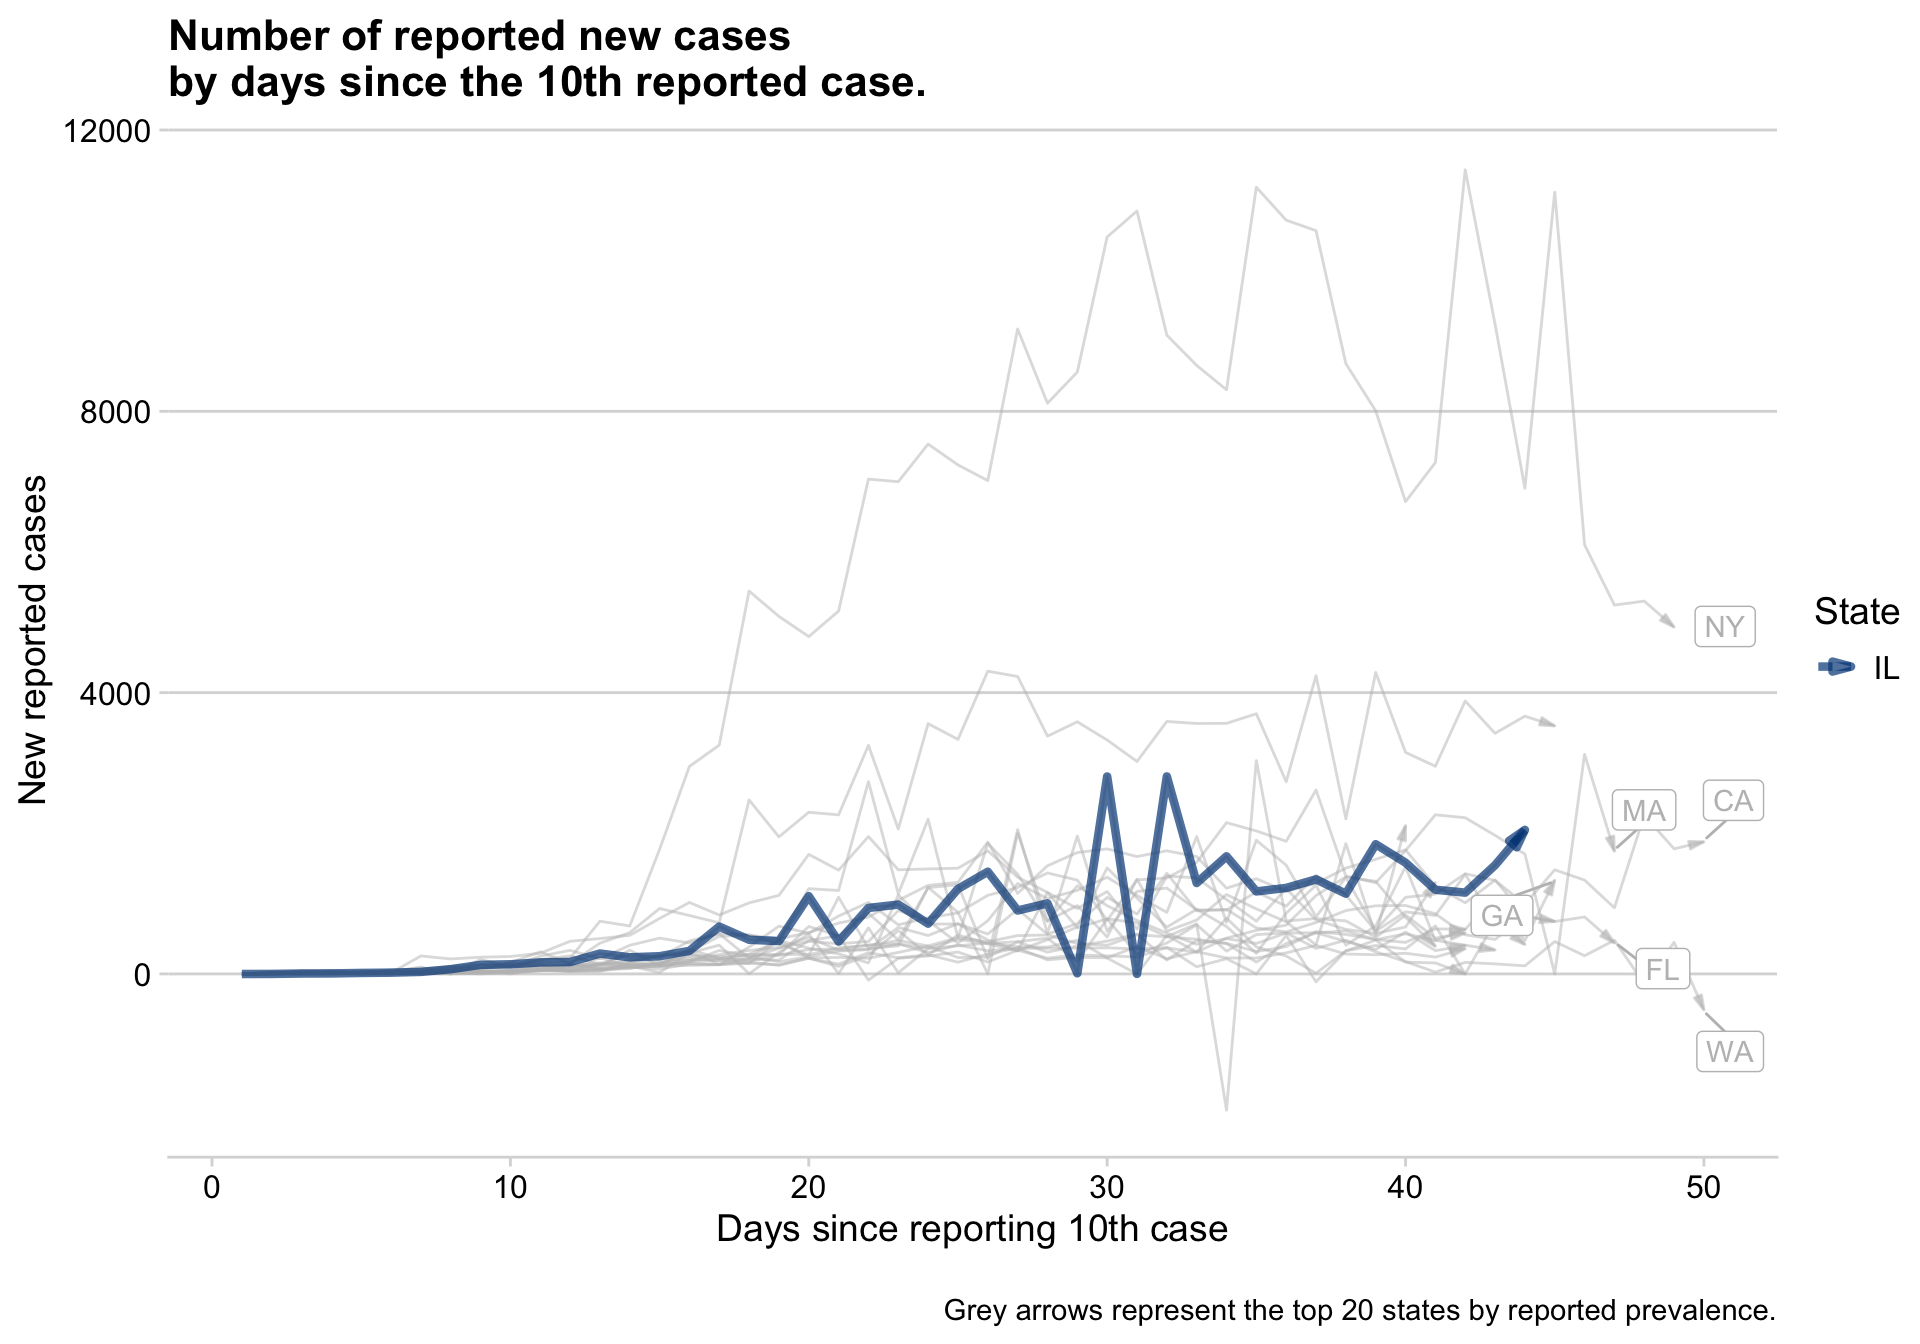 Number of reported new cases
by days since the 10th reported case.
12000
8000
4000
0
New reported cases
NY
MA
CA
GA
FL
WA
State
IL
0 10 20 30 40 50
Days since reporting 10th case
Grey arrows represent the top 20 states by reported prevalence.